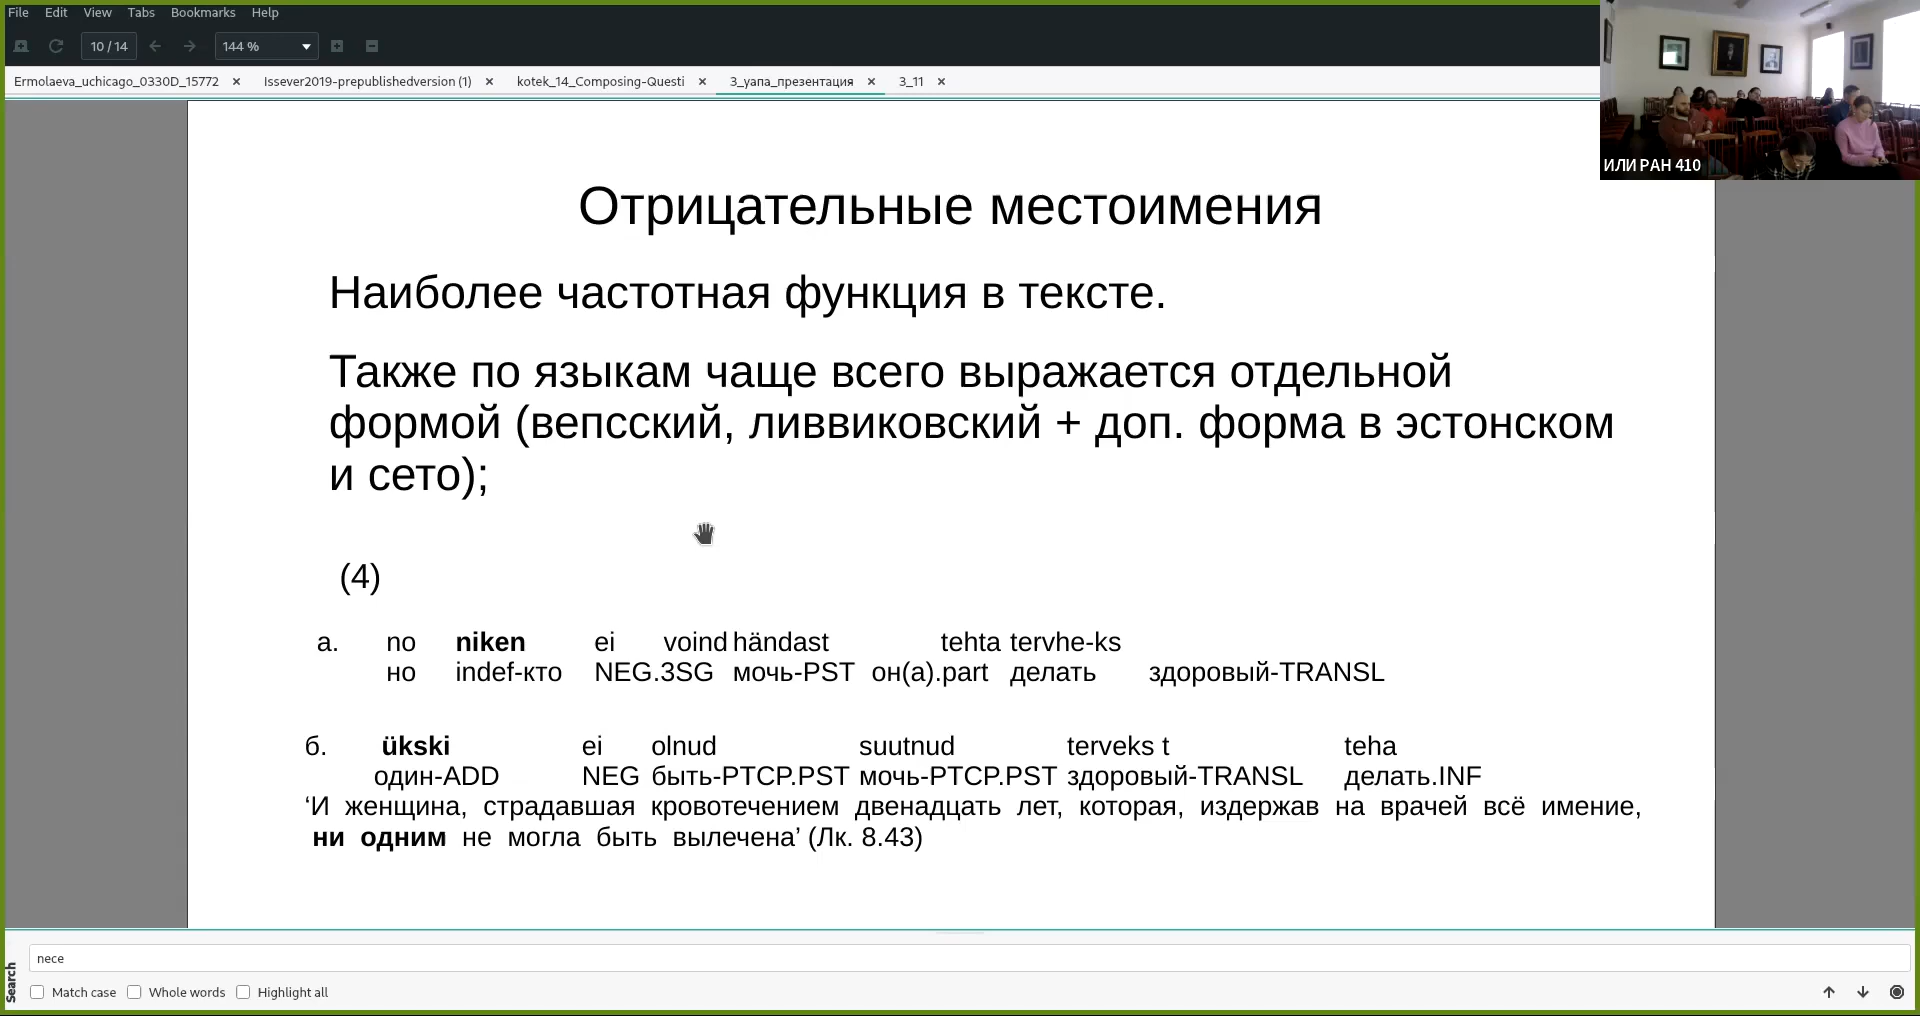 File Edit View Tabs Bookmarks Help
10 / 14 144 %
Ermolaeva_uchicago_0330D_15772 Issever2019-prepublishedversion (1) kotek_14_Composing-Questi 3_уапа_презентация 3_11
ИЛИ РАН 410
Отрицательные местоимения
Наиболее частотная функция в тексте.
Также по языкам чаще всего выражается отдельной
формой (вепсский, ливвиковский + доп. форма в эстонском
и сето);
(4)
а. no niken ei voind händast tehta tervhe-ks
но indef-кто NEG.3SG мочь-PST он(а).part делать здоровый-TRANSL
б. ükski ei olnud suutnud terveks t teha
один-ADD NEG быть-PTCP.PST мочь-PTCP.PST здоровый-TRANSL делать.INF
‘И женщина, страдавшая кровотечением двенадцать лет, которая, издержав на врачей всё имение,
ни одним не могла быть вылечена’ (Лк. 8.43)
Search
nece
Match case Whole words Highlight all